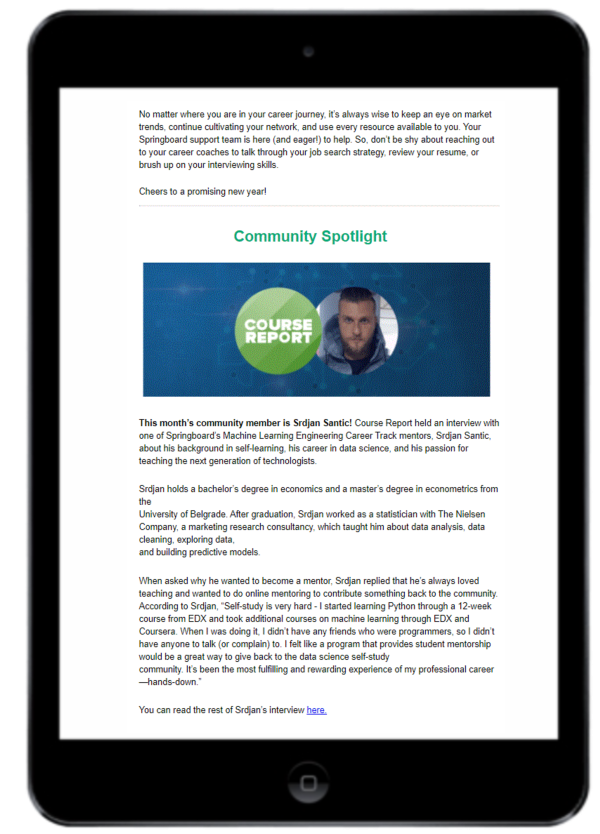 No matter where you are in your career journey, it's always wise to keep an eye on market
trends, continue cultivating your network, and use every resource available to you. Your
Springboard support team is here (and eager!) to help. So, don't be shy about reaching out
to your career coaches to talk through your job search strategy, review your resume, or
brush up on your interviewing skills.
Cheers to a promising new year!
Community Spotlight
COURSE
REPORT
This month's community member is Srdjan Santic! Course Report held an interview with
one of Springboard's Machine Learning Engineering Career Track mentors, Srdjan Santic,
about his background in self-learning, his career in data science, and his passion for
teaching the next generation of technologists.
Srdjan holds a bachelor's degree in economics and a master's degree in econometrics from
the
University of Belgrade. After graduation, Srdjan worked as a statistician with The Nielsen
Company, a marketing research consultancy, which taught him about data analysis, data
cleaning, exploring data,
and building predictive models.
When asked why he wanted to become a mentor, Srdjan replied that he's always loved
teaching and wanted to do online mentoring to contribute something back to the community.
According to Srdjan, "Self-study is very hard - I started learning Python through a 12-week
course from EDX and took additional courses on machine learning through EDX and
Coursera. When I was doing it, I didn't have any friends who were programmers, so I didn't
have anyone to talk (or complain) to. I felt like a program that provides student mentorship
would be a great way to give back to the data science self-study
community. It's been the most fulfilling and rewarding experience of my professional career
—hands-down."
You can read the rest of Srdjan's interview here.